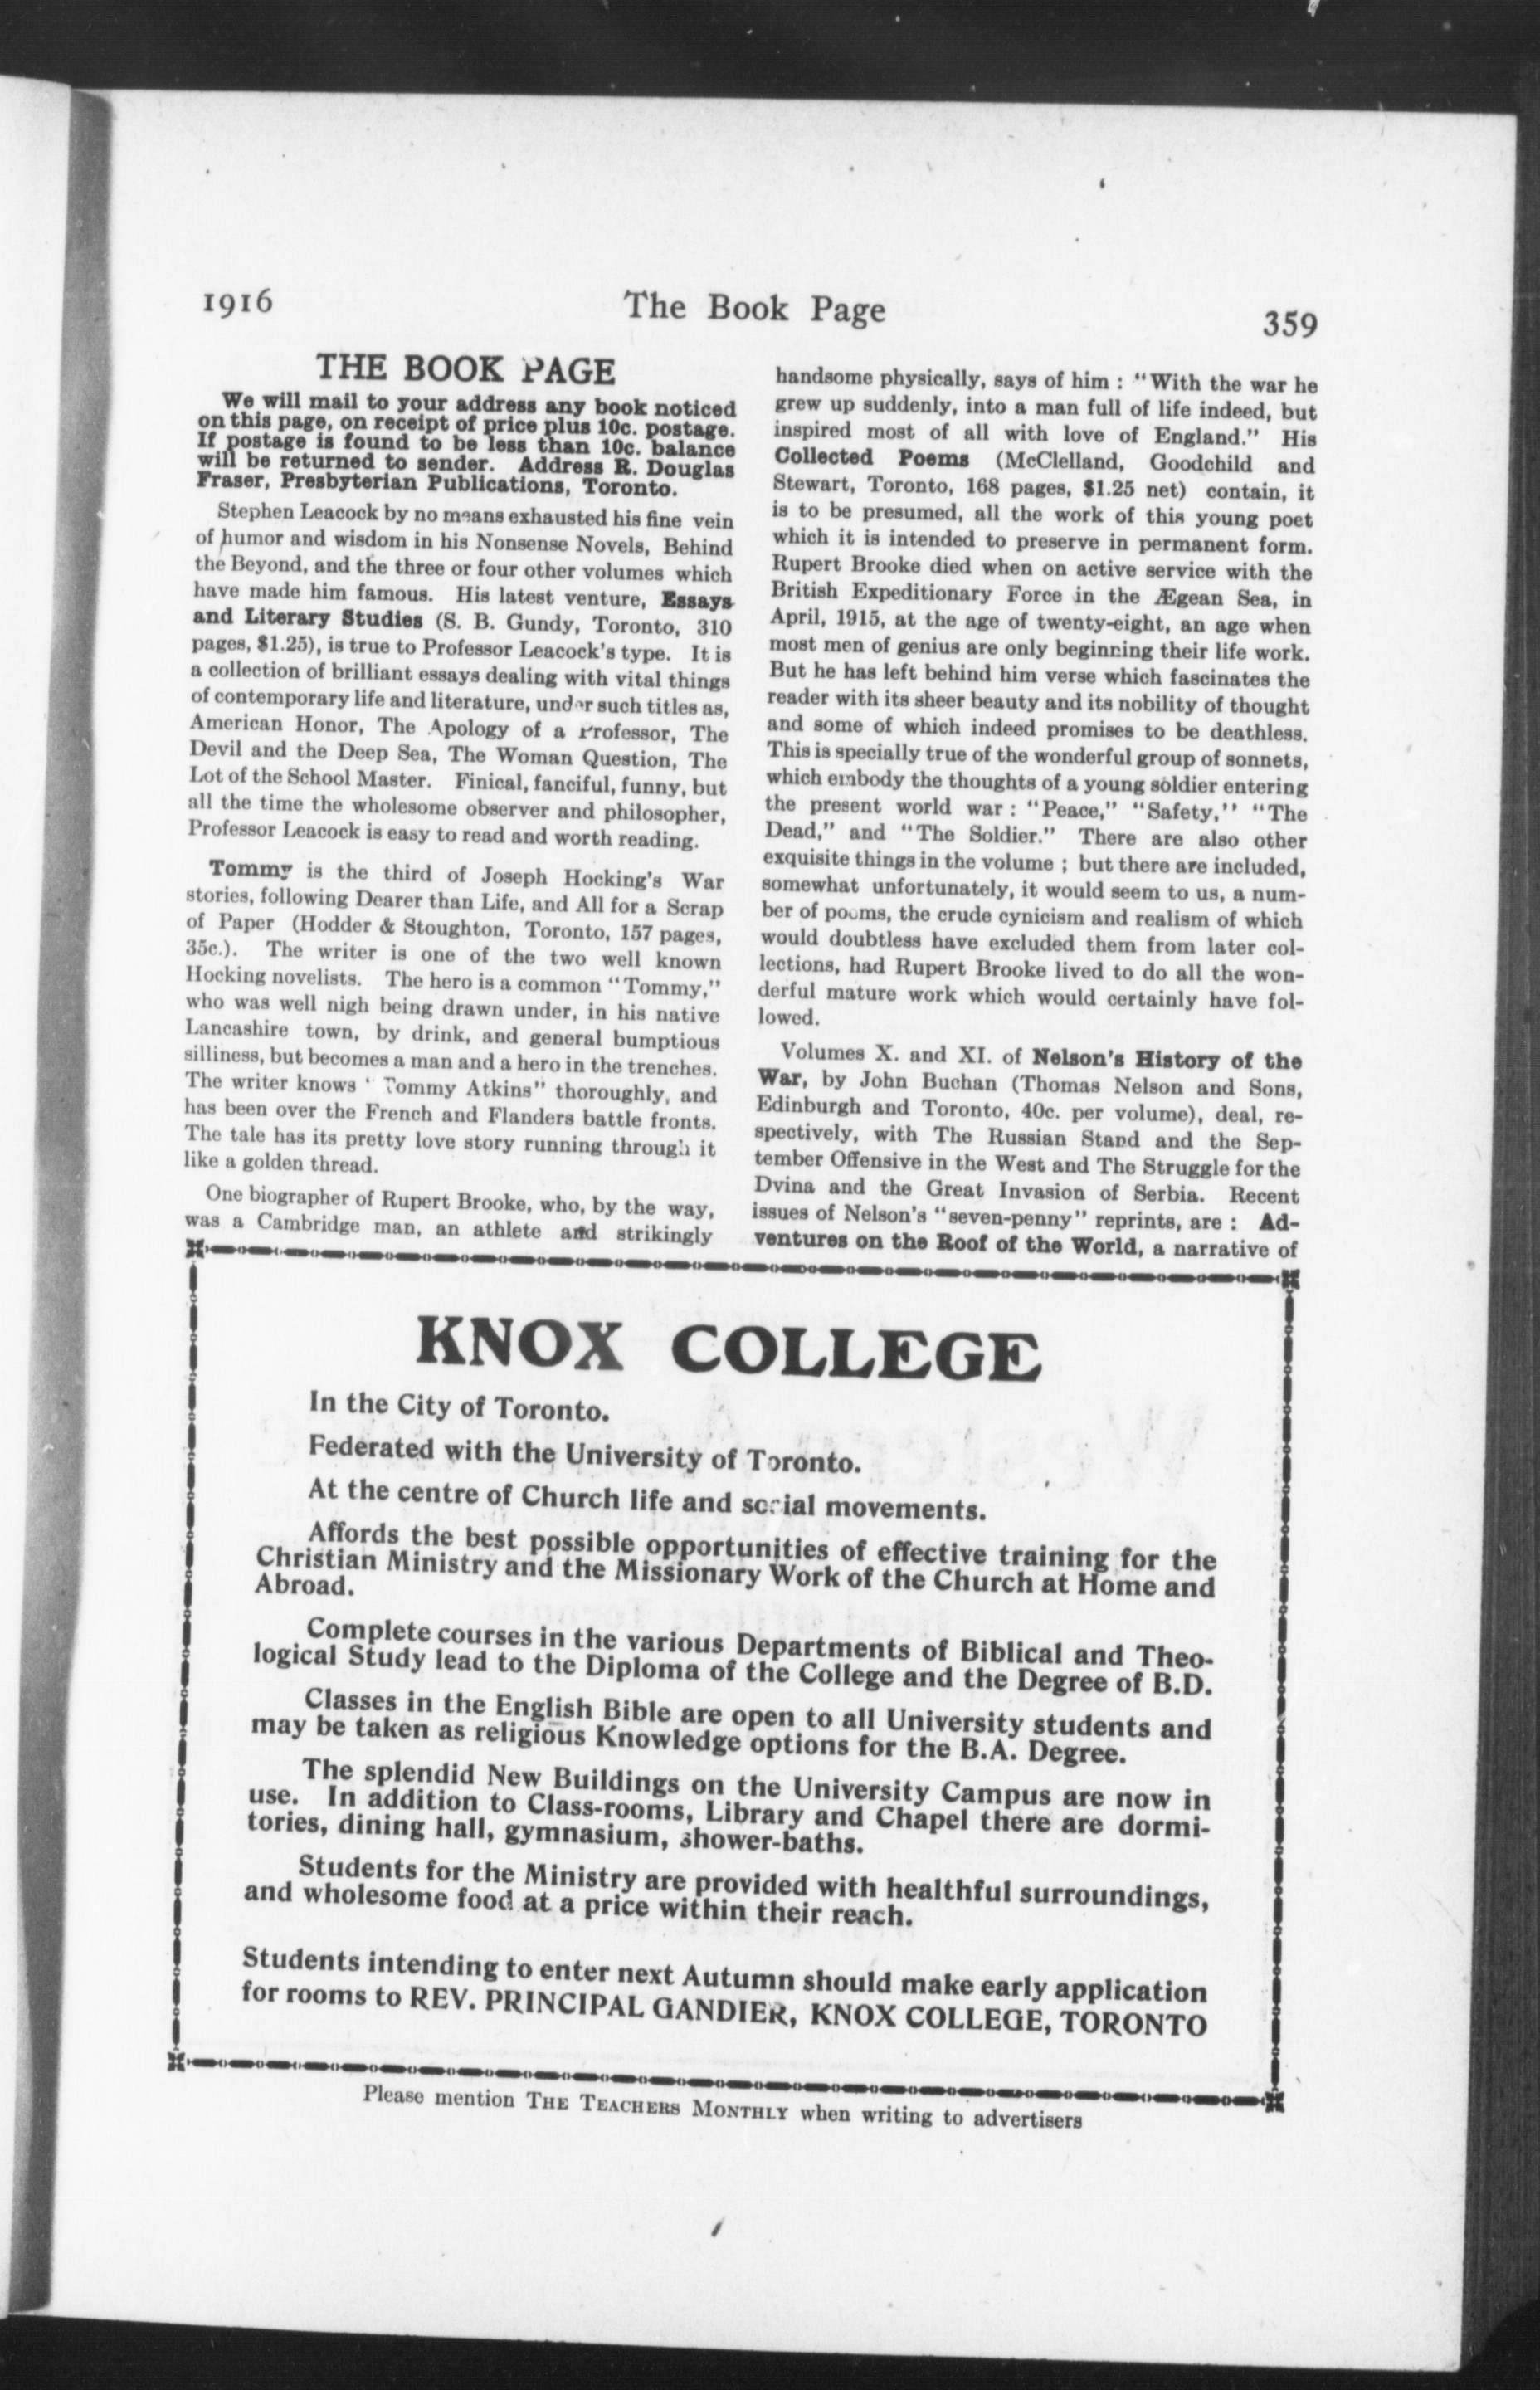 1916
The Book Page
359
THE BOOK PAGE
We will mail to your address any book noticed
on this page, on receipt of price plus 10c. postage.
If postage is found to be less than 10c. balance
will be returned to sender. Address R. Douglas
Fraser, Presbyterian Publications, Toronto.
Stephen Leacock by no means exhausted his fine vein
of humor and wisdom in his Nonsense Novels, Behind
the Beyond, and the three or four other volumes which
have made him famous. His latest venture, Essays
and Literary Studies (S. B. Gundy, Toronto, 310
pages, $1.25), is true to Professor Leacock's type. It is
a collection of brilliant essays dealing with vital things
of contemporary life and literature, under such titles as,
American Honor, The Apology of a Professor, The
Devil and the Deep Sea, The Woman Question, The
Lot of the School Master. Finical, fanciful, funny, but
all the time the wholesome observer and philosopher,
Professor Leacock is easy to read and worth reading.
Tommy is the third of Joseph Hocking's War
stories, following Dearer than Life, and All for a Scrap
of Paper (Hodder & Stoughton, Toronto, 157 pages,
35c.). The writer is one of the two well known
Hocking novelists. The hero is a common "Tommy,"
who was well nigh being drawn under, in his native
Lancashire town, by drink, and general bumptious
silliness, but becomes a man and a hero in the trenches.
The writer knows "Tommy Atkins" thoroughly, and
has been over the French and Flanders battle fronts.
The tale has its pretty love story running through it
like a golden thread.
One biographer of Rupert Brooke, who, by the way,
was a Cambridge man, an athlete and strikingly
handsome physically, says of him : "With the war he
grew up suddenly, into a man full of life indeed, but
inspired most of all with love of England." His
Collected Poems (McClelland, Goodchild and
Stewart, Toronto, 168 pages, $1.25 net) contain, it
is to be presumed, all the work of this young poet
which it is intended to preserve in permanent form.
Rupert Brooke died when on active service with the
British Expeditionary Force in the Ægean Sea, in
April, 1915, at the age of twenty-eight, an age when
most men of genius are only beginning their life work.
But he has left behind him verse which fascinates the
reader with its sheer beauty and its nobility of thought
and some of which indeed promises to be deathless.
This is specially true of the wonderful group of sonnets,
which embody the thoughts of a young soldier entering
the present world war : "Peace," "Safety," "The
Dead," and "The Soldier." There are also other
exquisite things in the volume ; but there are included,
somewhat unfortunately, it would seem to us, a num-
ber of poems, the crude cynicism and realism of which
would doubtless have excluded them from later col-
lections, had Rupert Brooke lived to do all the won-
derful mature work which would certainly have fol-
lowed.
Volumes X. and XI. of Nelson's History of the
War, by John Buchan (Thomas Nelson and Sons,
Edinburgh and Toronto, 40c. per volume), deal, re-
spectively, with The Russian Stand and the Sep-
tember Offensive in the West and The Struggle for the
Dvina and the Great Invasion of Serbia. Recent
issues of Nelson's "seven-penny" reprints, are : Ad-
ventures on the Roof of the World, a narrative of
KNOX COLLEGE
In the City of Toronto.
Federated with the University of Toronto.
At the centre of Church life and social movements.
Affords the best possible opportunities of effective training for the
Christian Ministry and the Missionary Work of the Church at Home and
Abroad.
Complete courses in the various Departments of Biblical and Theo-
logical Study lead to the Diploma of the College and the Degree of B.D.
Classes in the English Bible are open to all University students and
may be taken as religious Knowledge options for the B.A. Degree.
The splendid New Buildings on the University Campus are now in
use. In addition to Class-rooms, Library and Chapel there are dormi-
tories, dining hall, gymnasium, shower-baths.
Students for the Ministry are provided with healthful surroundings,
and wholesome food at a price within their reach.
Students intending to enter next Autumn should make early application
for rooms to REV. PRINCIPAL GANDIER, KNOX COLLEGE, TORONTO
Please mention THE TEACHERS MONTHLY when writing to advertisers